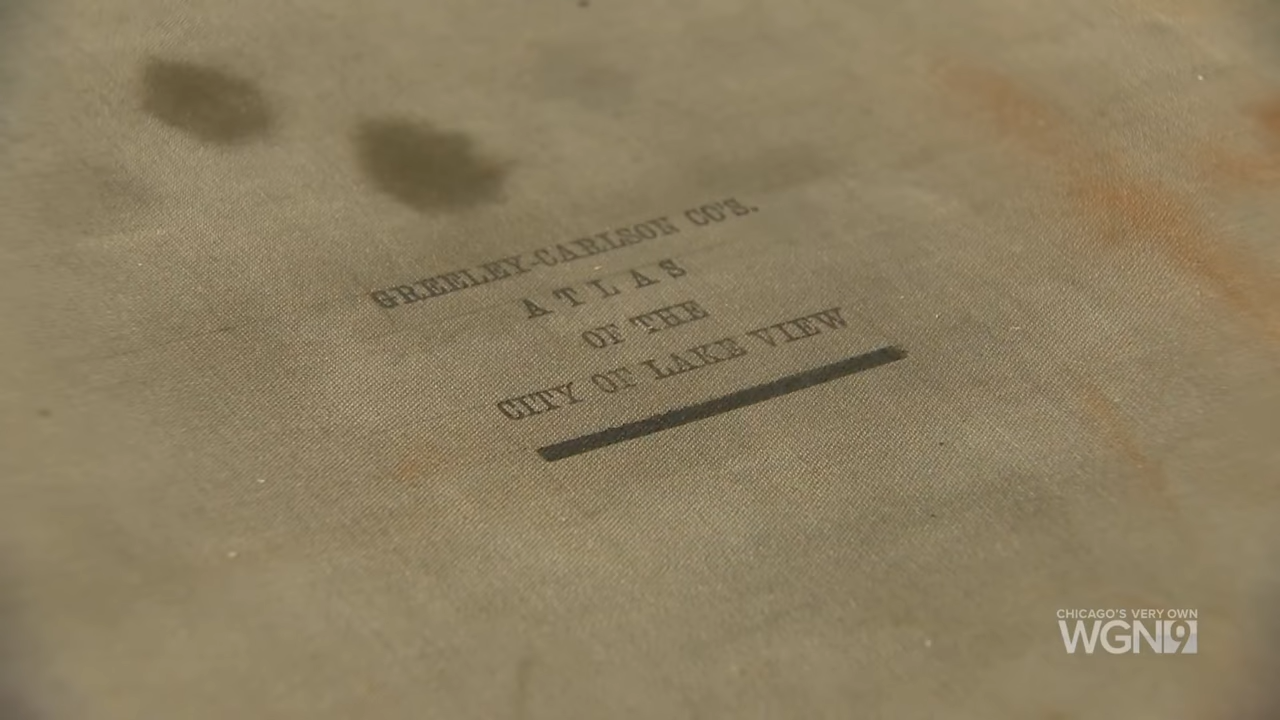 GREELEY-CARLSON CO'S.
ATLAS
OF THE
CITY OF LAKE VIEW
CHICAGO'S VERY OWN
WGN9